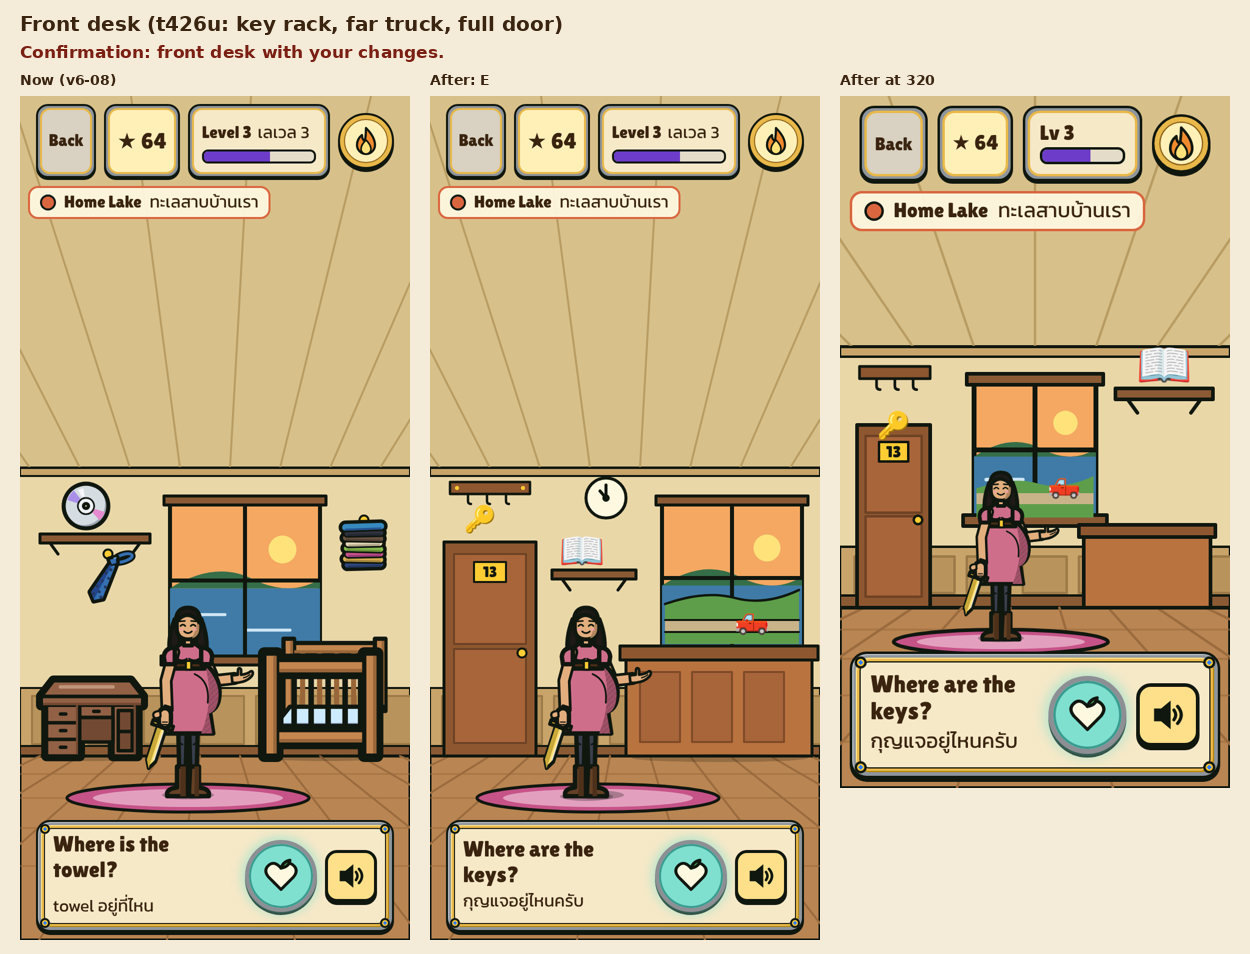 Front desk (t426u: key rack, far truck, full door)
Confirmation: front desk with your changes.
Now (v6-08)
Back
★ 64
Level 3 เลเวล 3
Home Lake ทะเลสาบบ้านเรา
Where is the
towel?
towel อยู่ที่ไหน
After: E
Back
★ 64
Level 3 เลเวล 3
Home Lake ทะเลสาบบ้านเรา
13
Where are the
keys?
กุญแจอยู่ไหนครับ
After at 320
Back
★ 64
Lv 3
Home Lake ทะเลสาบบ้านเรา
13
Where are the
keys?
กุญแจอยู่ไหนครับ